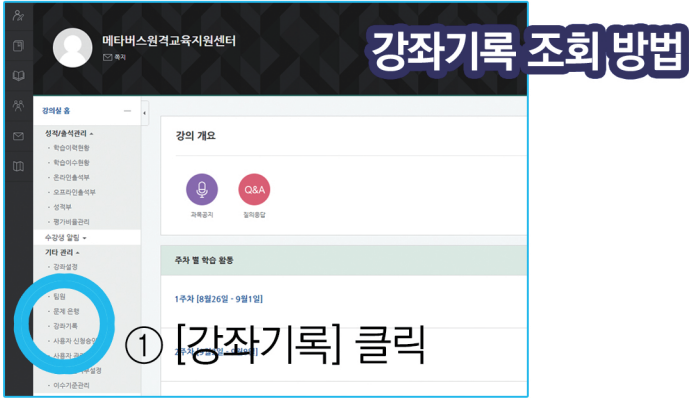 강좌기록 조회 방법
메타버스원격교육지원센터
쪽지
강의실 홈
성적/출석관리
학습이력현황
학습이수현황
온라인출석부
오프라인출석부
성적부
평가비율관리
수강생 알림
기타 관리
강좌설정
팀원
문제 은행
강좌기록
사용자 신청승인
사용자
이수기준관리
강의 개요
과목공지
Q&A
질의응답
주차 별 학습 활동
1주차 [8월26일 - 9월1일]
① [강좌기록] 클릭